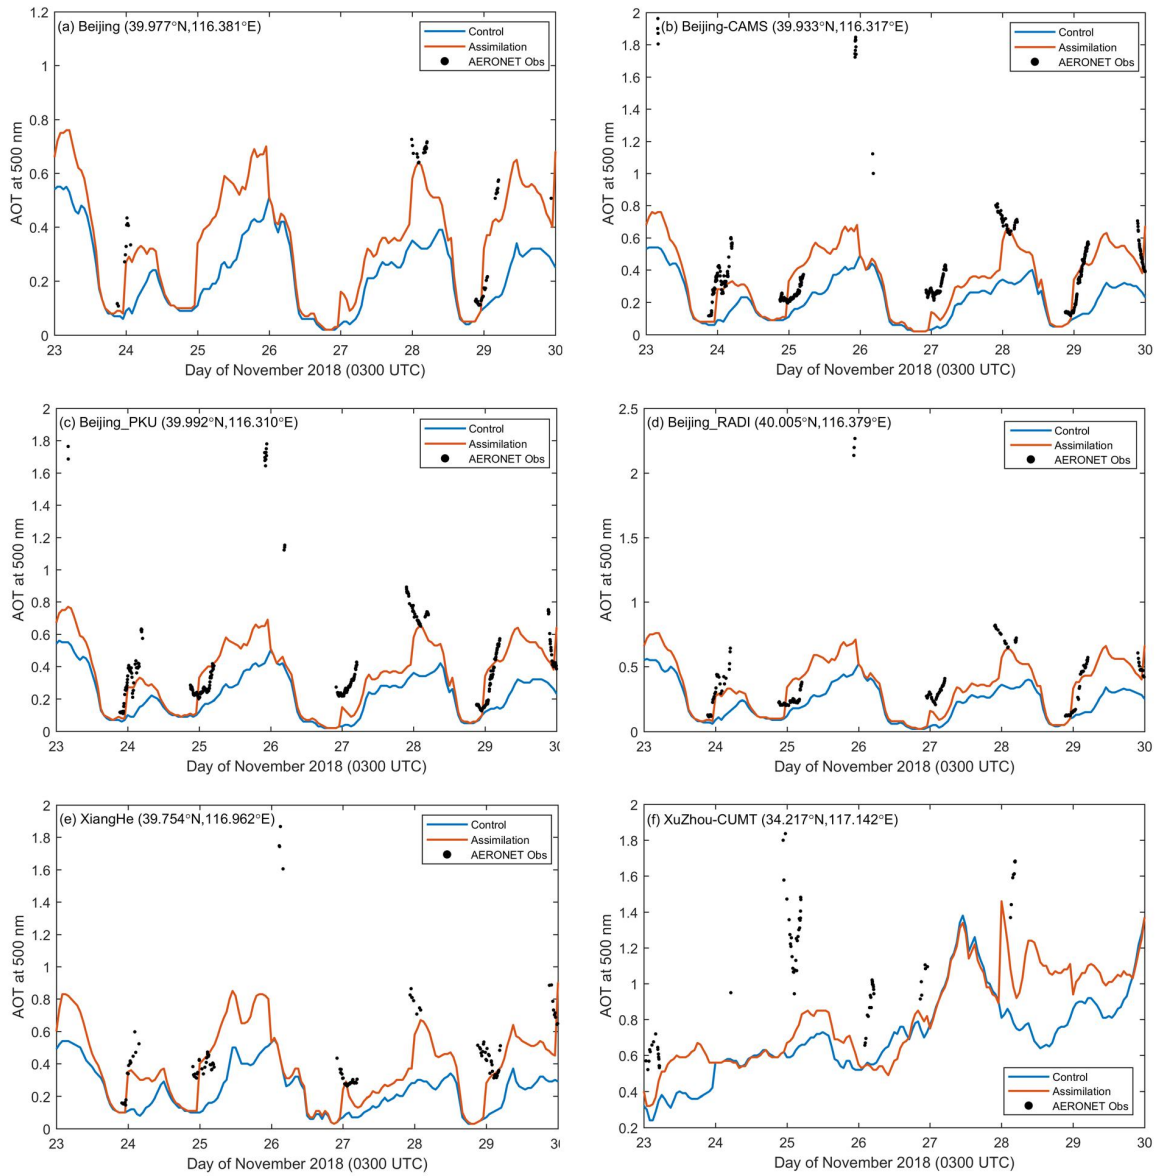 (a) Beijing (39.977°N,116.381°E)
Control
Assimilation
AERONET Obs
AOT at 500 nm
1.2
1
0.8
0.6
0.4
0.2
0
23 24 25 26 27 28 29 30
Day of November 2018 (0300 UTC)
(b) Beijing-CAMS (39.933°N,116.317°E)
Control
Assimilation
AERONET Obs
AOT at 500 nm
2
1.8
1.6
1.4
1.2
1
0.8
0.6
0.4
0.2
0
23 24 25 26 27 28 29 30
Day of November 2018 (0300 UTC)
(c) Beijing_PKU (39.992°N,116.310°E)
Control
Assimilation
AERONET Obs
AOT at 500 nm
2
1.8
1.6
1.4
1.2
1
0.8
0.6
0.4
0.2
0
23 24 25 26 27 28 29 30
Day of November 2018 (0300 UTC)
(d) Beijing_RADI (40.005°N,116.379°E)
Control
Assimilation
AERONET Obs
AOT at 500 nm
2.5
2
1.5
1
0.5
0
23 24 25 26 27 28 29 30
Day of November 2018 (0300 UTC)
(e) XiangHe (39.754°N,116.962°E)
Control
Assimilation
AERONET Obs
AOT at 500 nm
2
1.8
1.6
1.4
1.2
1
0.8
0.6
0.4
0.2
0
23 24 25 26 27 28 29 30
Day of November 2018 (0300 UTC)
(f) XuZhou-CUMT (34.217°N,117.142°E)
Control
Assimilation
AERONET Obs
AOT at 500 nm
2
1.8
1.6
1.4
1.2
1
0.8
0.6
0.4
0.2
23 24 25 26 27 28 29 30
Day of November 2018 (0300 UTC)